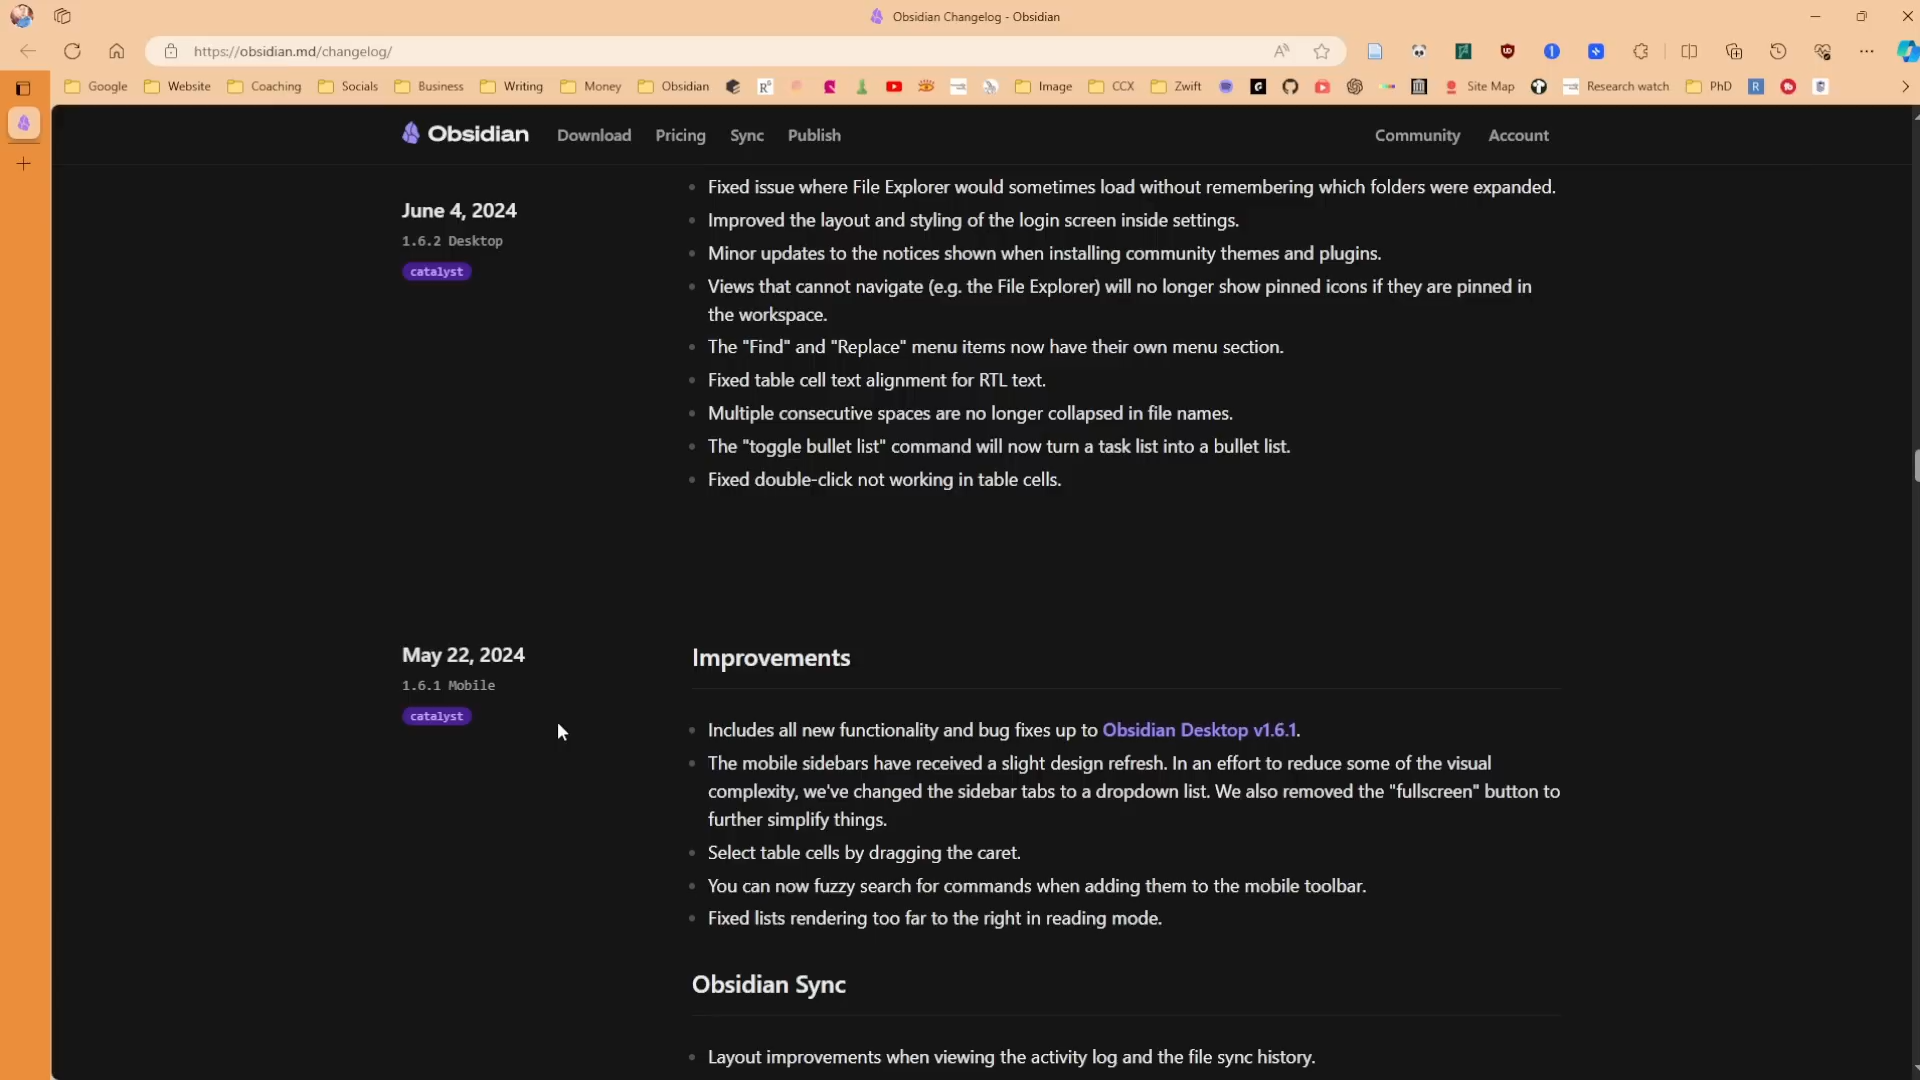 Obsidian Changelog - Obsidian
https://obsidian.md/changelog/
Google Website Coaching Socials Business Writing Money Obsidian Image CCX Zwift Site Map Research watch PhD
Obsidian Download Pricing Sync Publish Community Account
June 4, 2024
1.6.2 Desktop
catalyst
Fixed issue where File Explorer would sometimes load without remembering which folders were expanded.
Improved the layout and styling of the login screen inside settings.
Minor updates to the notices shown when installing community themes and plugins.
Views that cannot navigate (e.g. the File Explorer) will no longer show pinned icons if they are pinned in
the workspace.
The "Find" and "Replace" menu items now have their own menu section.
Fixed table cell text alignment for RTL text.
Multiple consecutive spaces are no longer collapsed in file names.
The "toggle bullet list" command will now turn a task list into a bullet list.
Fixed double-click not working in table cells.
May 22, 2024
1.6.1 Mobile
catalyst
Improvements
Includes all new functionality and bug fixes up to Obsidian Desktop v1.6.1.
The mobile sidebars have received a slight design refresh. In an effort to reduce some of the visual
complexity, we've changed the sidebar tabs to a dropdown list. We also removed the "fullscreen" button to
further simplify things.
Select table cells by dragging the caret.
You can now fuzzy search for commands when adding them to the mobile toolbar.
Fixed lists rendering too far to the right in reading mode.
Obsidian Sync
Layout improvements when viewing the activity log and the file sync history.